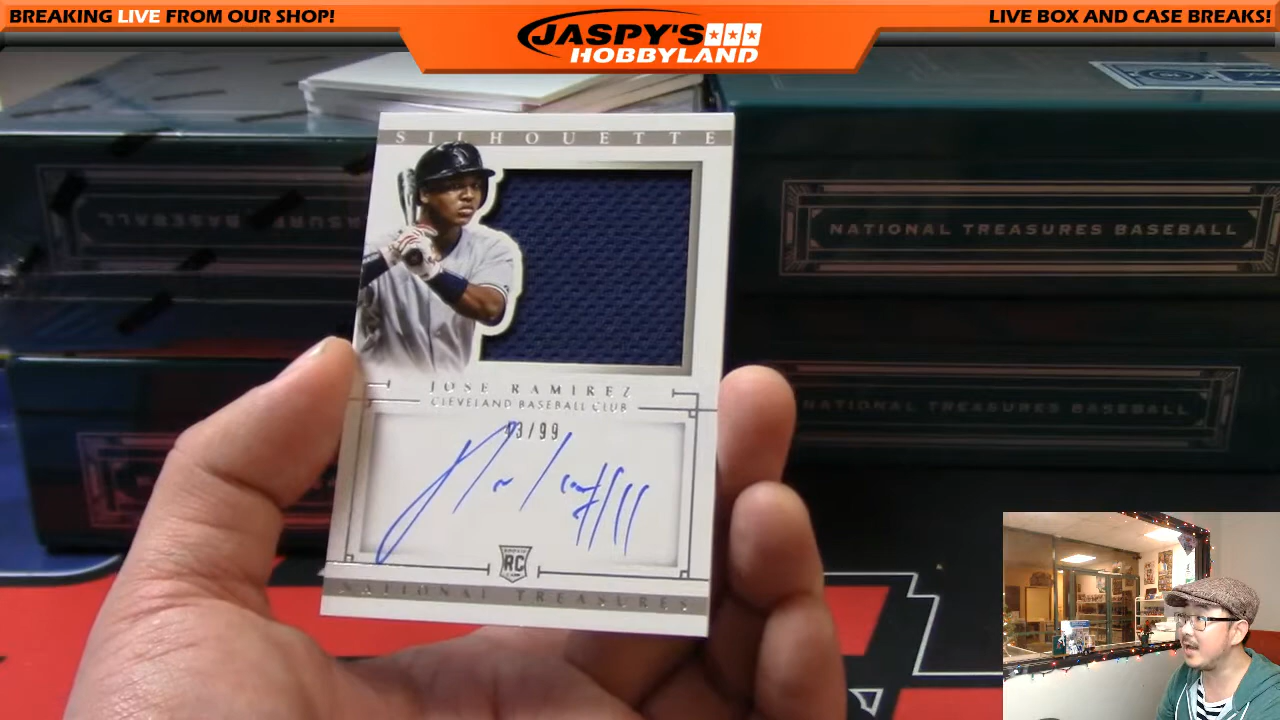 BREAKING LIVE FROM OUR SHOP!
JASPY'S
HOBBYLAND
LIVE BOX AND CASE BREAKS!
SILHOUETTE
NATIONAL TREASURES BASEBALL
JOSE RAMIREZ
CLEVELAND BASEBALL CLUB
43/99
RC
NATIONAL TREASURES
NATIONAL TREASURES BASEBALL